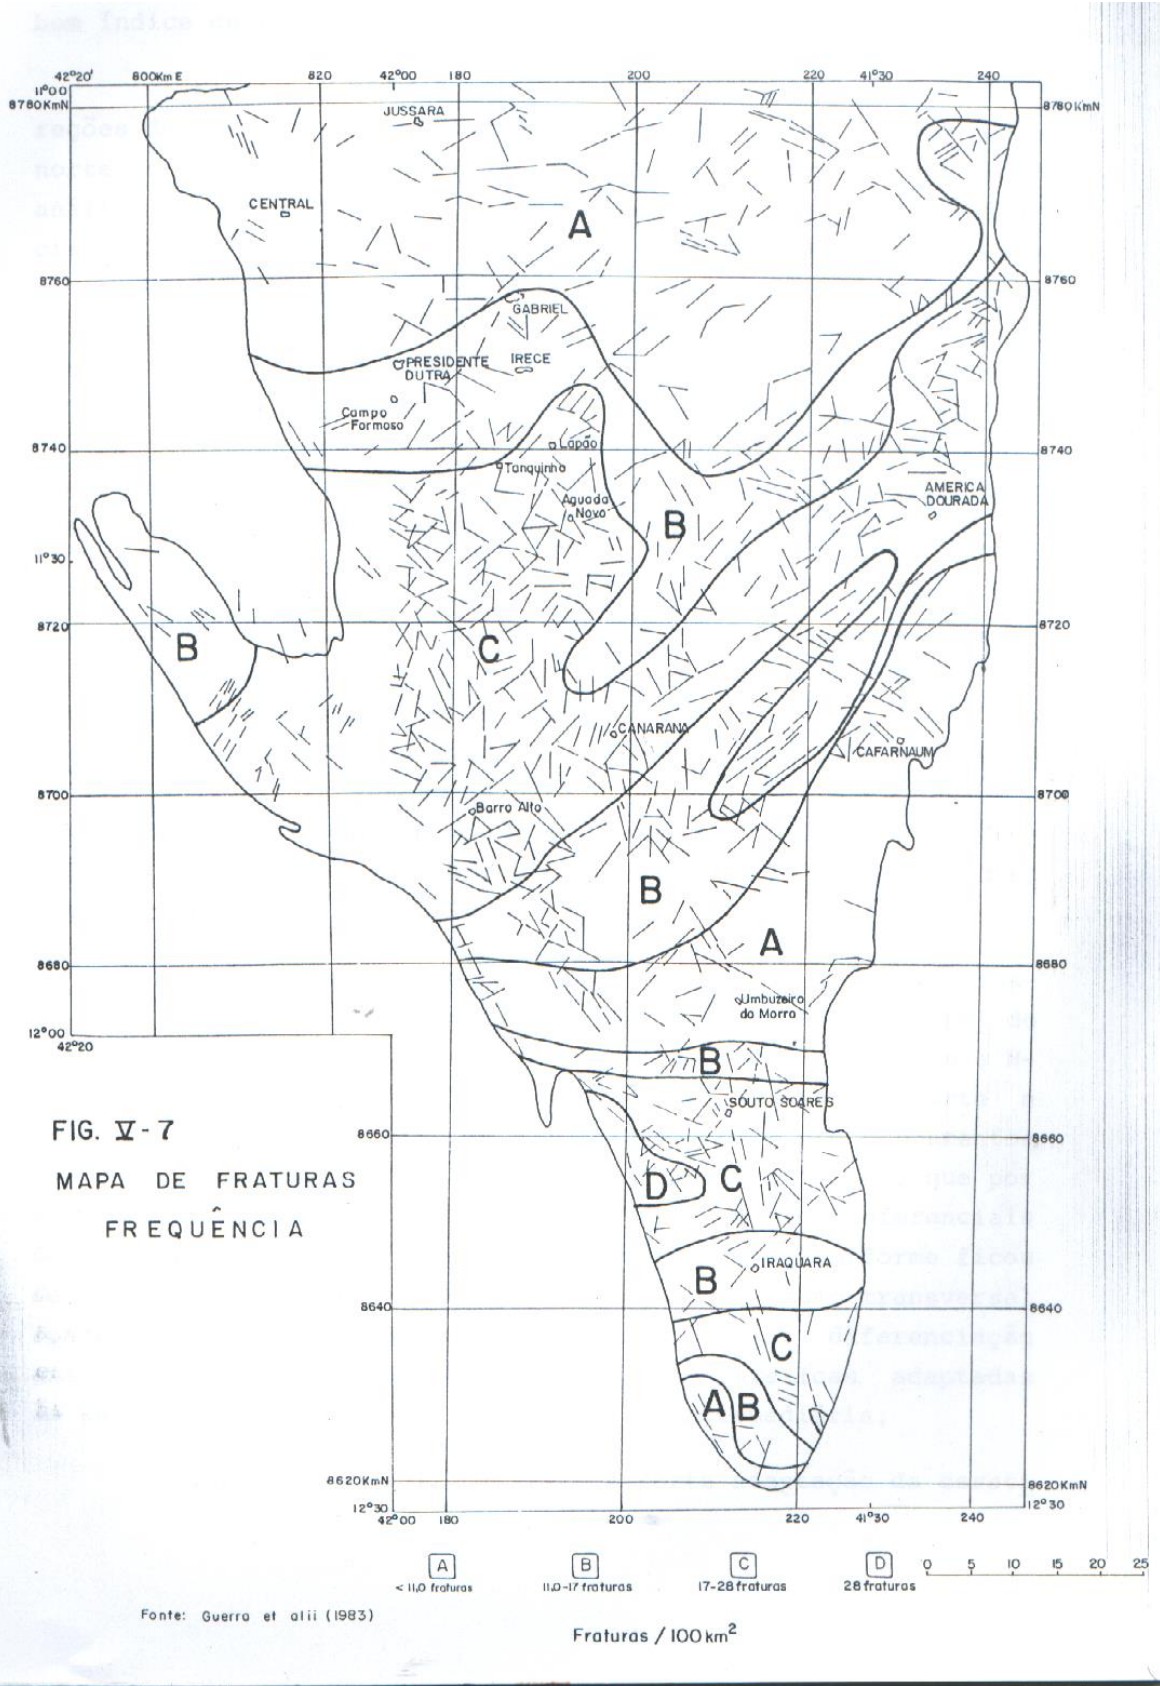 42°20' 800KmE 820 42°00 180 200 220 41°30 240
11°00
8780KmN 8780KmN
JUSSARA
CENTRAL
A
8760 8760
GABRIEL
PRESIDENTE DUTRA
IRECE
Campo Formoso
8740 8740
Lapão
Tanquinho
AMERICA DOURADA
Aguada Nova
B
11°30
8720 8720
B
C
CANARANA
CAFARNAUM
8700 8700
Barro Alto
B
A
8680 8680
Umbuzeiro do Morro
12°00
42°20
B
SOUTO SOARES
FIG. V-7
8660 8660
MAPA DE FRATURAS
D C
FREQUÊNCIA
IRAQUARA
B
8640 8640
C
A B
8620KmN 8620KmN
12°30 12°30
42°00 180 200 220 41°30 240
A B C D 0 5 10 15 20 25
< 11,0 fraturas 11,0-17 fraturas 17-28 fraturas 28 fraturas
Fonte: Guerra et alii (1983)
Fraturas / 100 km²